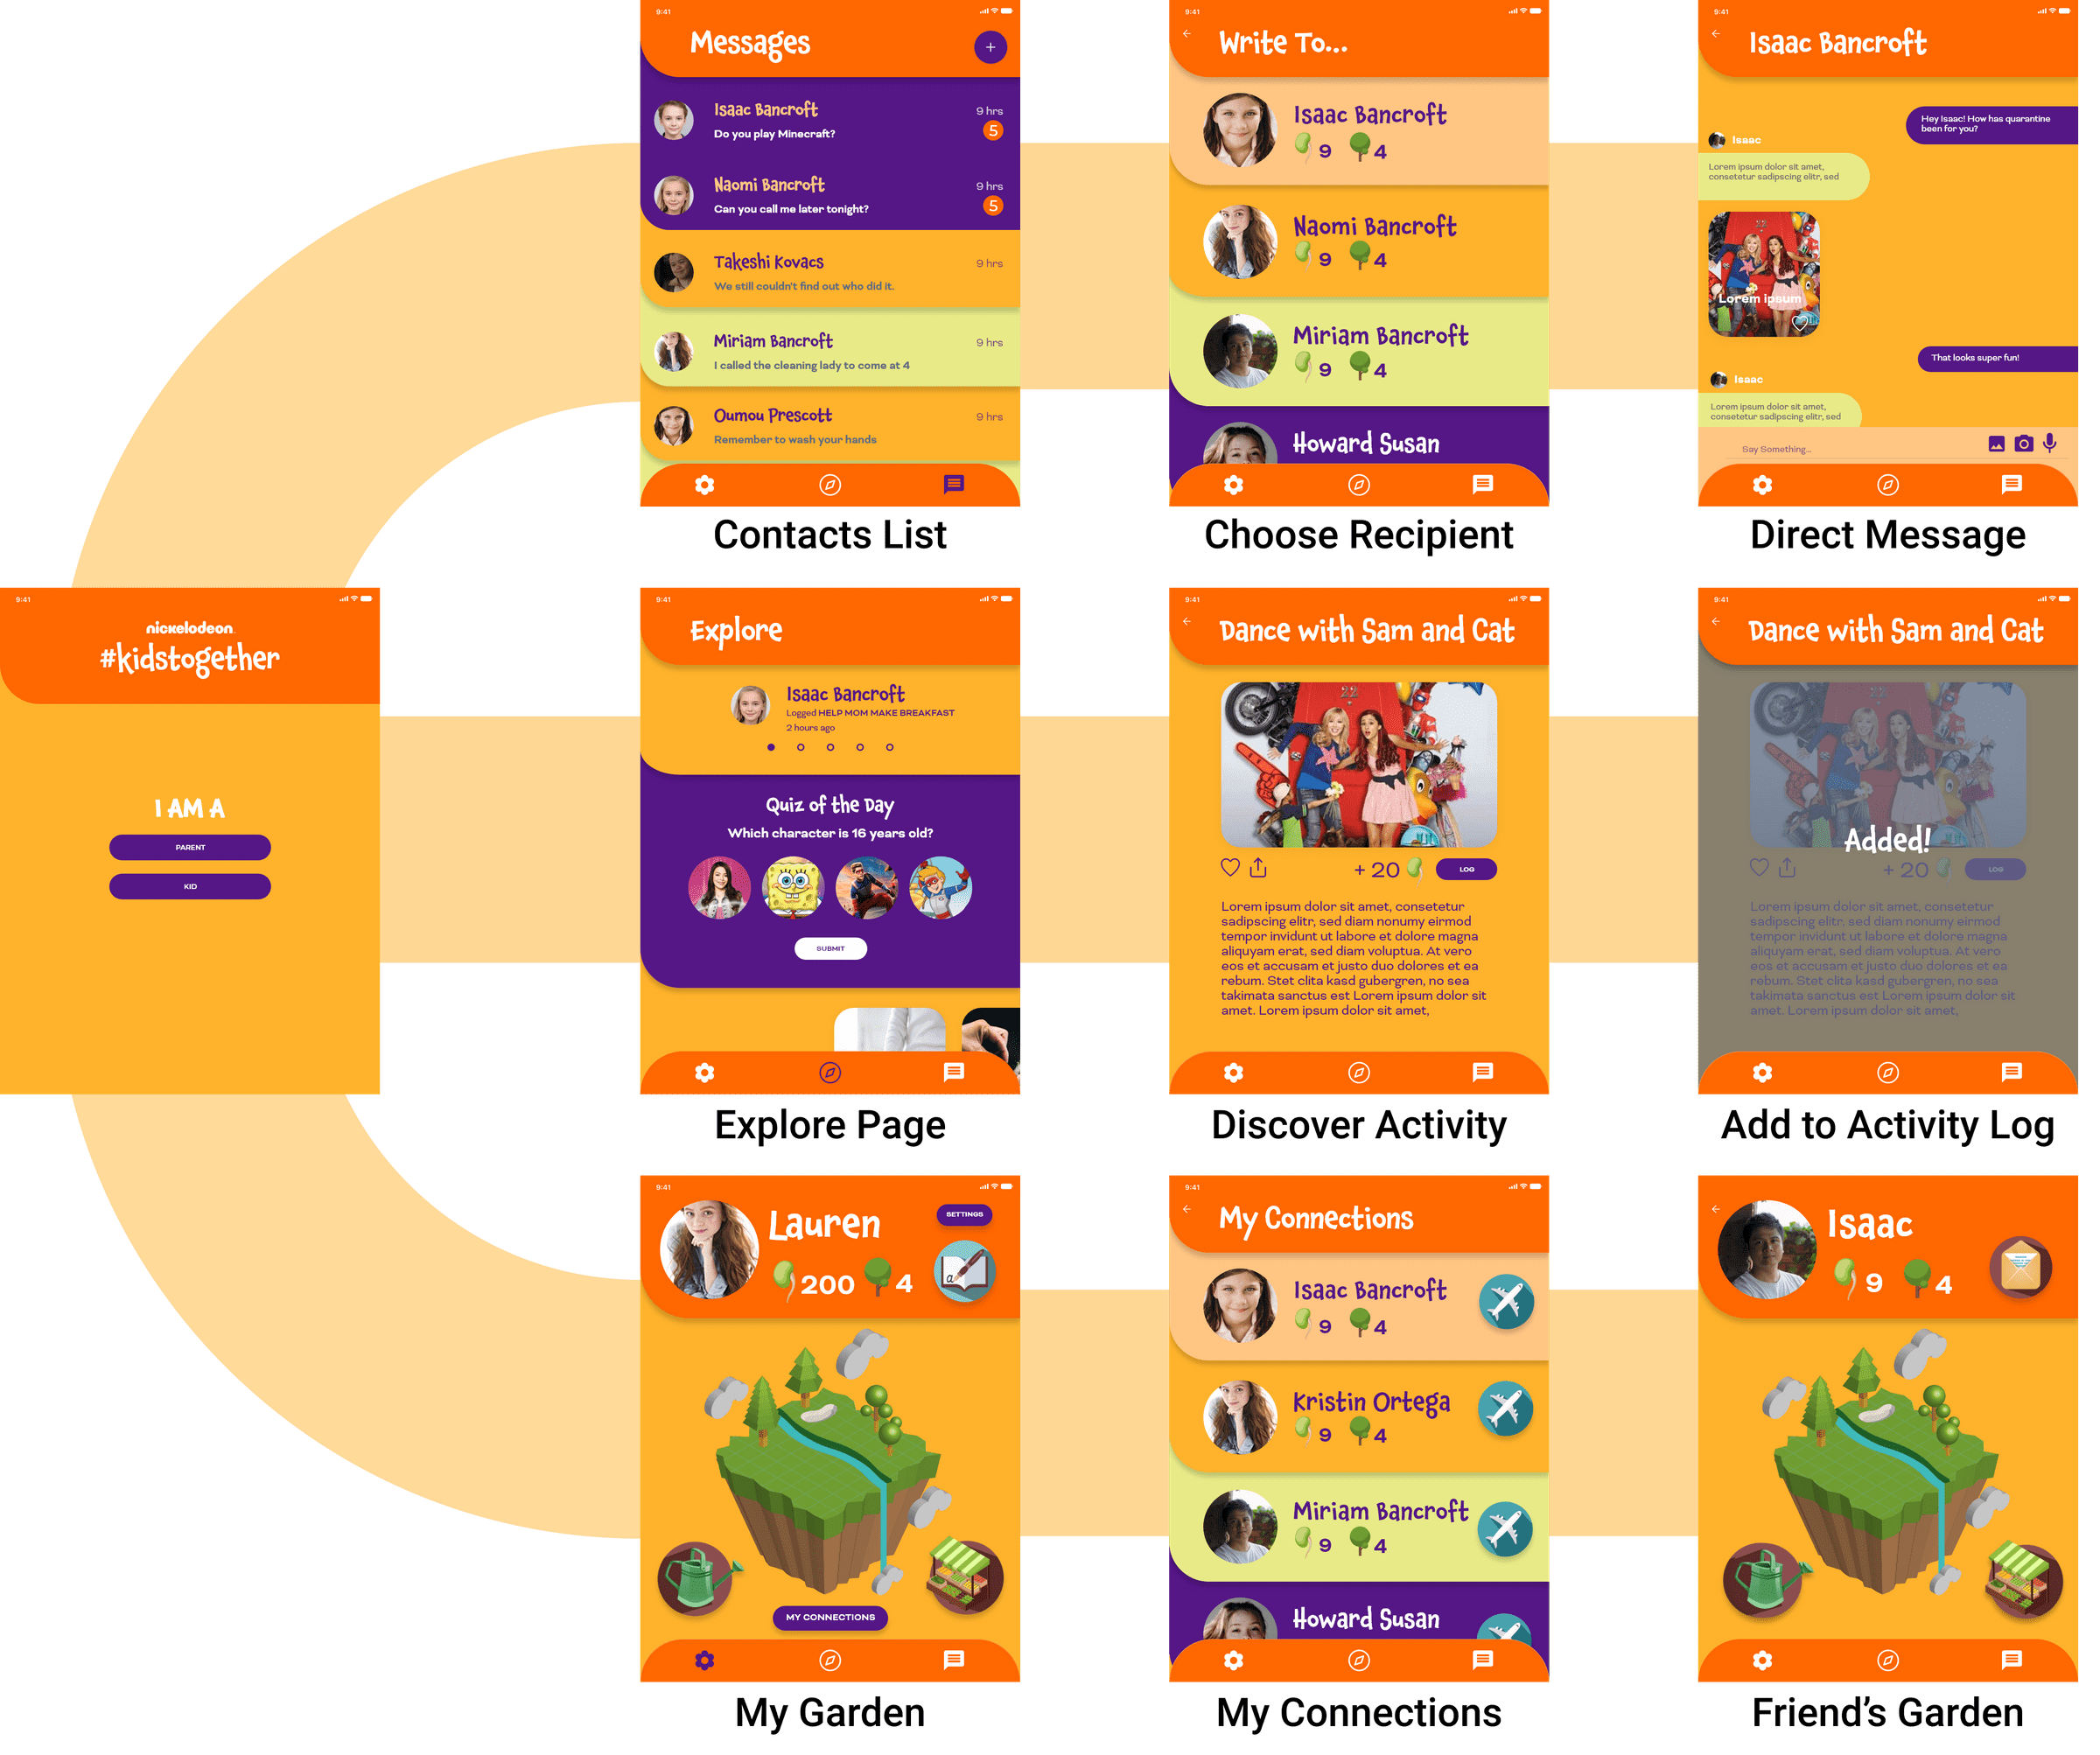 9:41
Messages
+
Isaac Bancroft
9 hrs
Do you play Minecraft?
5
Naomi Bancroft
9 hrs
Can you call me later tonight?
5
Takeshi Kovacs
9 hrs
We still couldn't find out who did it.
Miriam Bancroft
9 hrs
I called the cleaning lady to come at 4
Oumou Prescott
9 hrs
Remember to wash your hands
Contacts List
9:41
Write To...
Isaac Bancroft
9 4
Naomi Bancroft
9 4
Miriam Bancroft
9 4
Howard Susan
Choose Recipient
9:41
Isaac Bancroft
Hey Isaac! How has quarantine
been for you?
Isaac
Lorem ipsum dolor sit amet,
consetetur sadipscing elitr, sed
Lorem ipsum
That looks super fun!
Isaac
Lorem ipsum dolor sit amet,
consetetur sadipscing elitr, sed
Say Something...
Direct Message
9:41
nickelodeon.
#kidstogether
I AM A
PARENT
KID
9:41
Explore
Isaac Bancroft
Logged HELP MOM MAKE BREAKFAST
2 hours ago
Quiz of the Day
Which character is 16 years old?
SUBMIT
Explore Page
9:41
Dance with Sam and Cat
22
+ 20
LOG
Lorem ipsum dolor sit amet, consetetur
sadipscing elitr, sed diam nonumy eirmod
tempor invidunt ut labore et dolore magna
aliquyam erat, sed diam voluptua. At vero
eos et accusam et justo duo dolores et ea
rebum. Stet clita kasd gubergren, no sea
takimata sanctus est Lorem ipsum dolor sit
amet. Lorem ipsum dolor sit amet,
Discover Activity
9:41
Dance with Sam and Cat
Added!
+ 20
LOG
Lorem ipsum dolor sit amet, consetetur
sadipscing elitr, sed diam nonumy eirmod
tempor invidunt ut labore et dolore magna
aliquyam erat, sed diam voluptua. At vero
eos et accusam et justo duo dolores et ea
rebum. Stet clita kasd gubergren, no sea
takimata sanctus est Lorem ipsum dolor sit
amet. Lorem ipsum dolor sit amet,
Add to Activity Log
9:41
Lauren
SETTINGS
200 4
a
MY CONNECTIONS
My Garden
9:41
My Connections
Isaac Bancroft
9 4
Kristin Ortega
9 4
Miriam Bancroft
9 4
Howard Susan
My Connections
9:41
Isaac
9 4
Friend's Garden